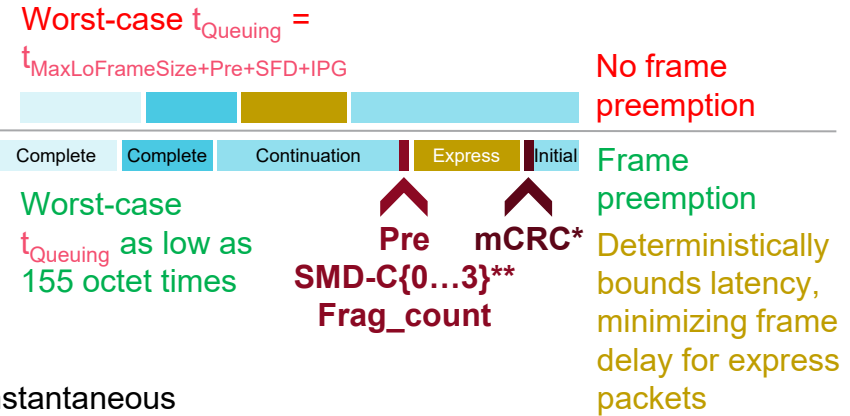 Worst-case tQueuing =
tMaxLoFrameSize+Pre+SFD+IPG
No frame
preemption
Complete Complete Continuation Express Initial
Frame
preemption
Worst-case
tQueuing as low as
155 octet times
Pre mCRC*
SMD-C{0…3}**
Frag_count
Deterministically
bounds latency,
minimizing frame
delay for express
packets